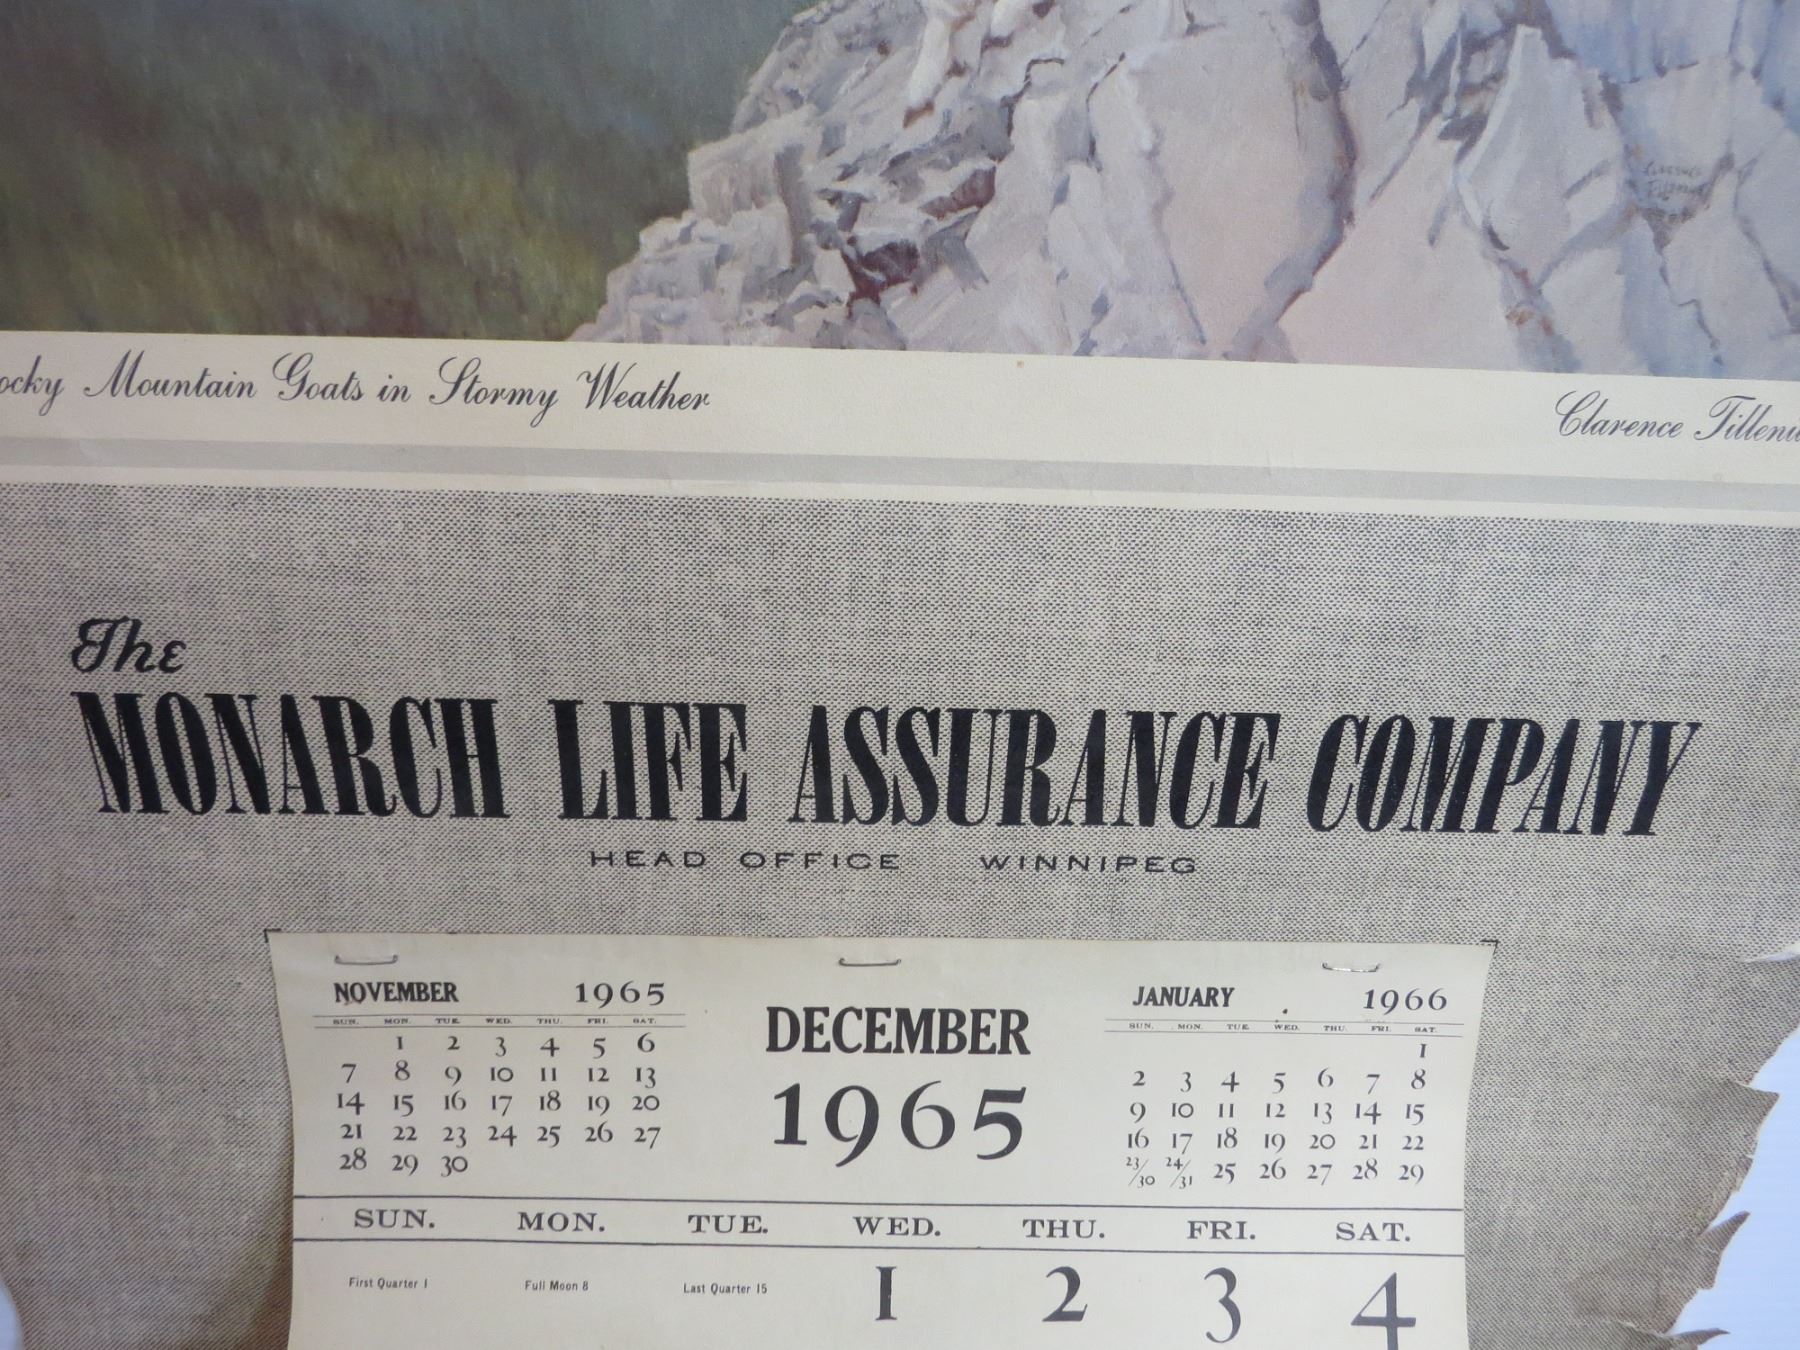 ocky Mountain Goats in Stormy Weather
Clarence Tillenu
The
MONARCH LIFE ASSURANCE COMPANY
HEAD OFFICE WINNIPEG
NOVEMBER 1965
SUN. MON. TUE. WED. THU. FRI. SAT.
1 2 3 4 5 6
7 8 9 10 11 12 13
14 15 16 17 18 19 20
21 22 23 24 25 26 27
28 29 30
DECEMBER
1965
JANUARY 1966
SUN. MON. TUE. WED. THU. FRI. SAT.
1
2 3 4 5 6 7 8
9 10 11 12 13 14 15
16 17 18 19 20 21 22
23/30 24/31 25 26 27 28 29
SUN. MON. TUE. WED. THU. FRI. SAT.
First Quarter 1 Full Moon 8 Last Quarter 15 1 2 3 4